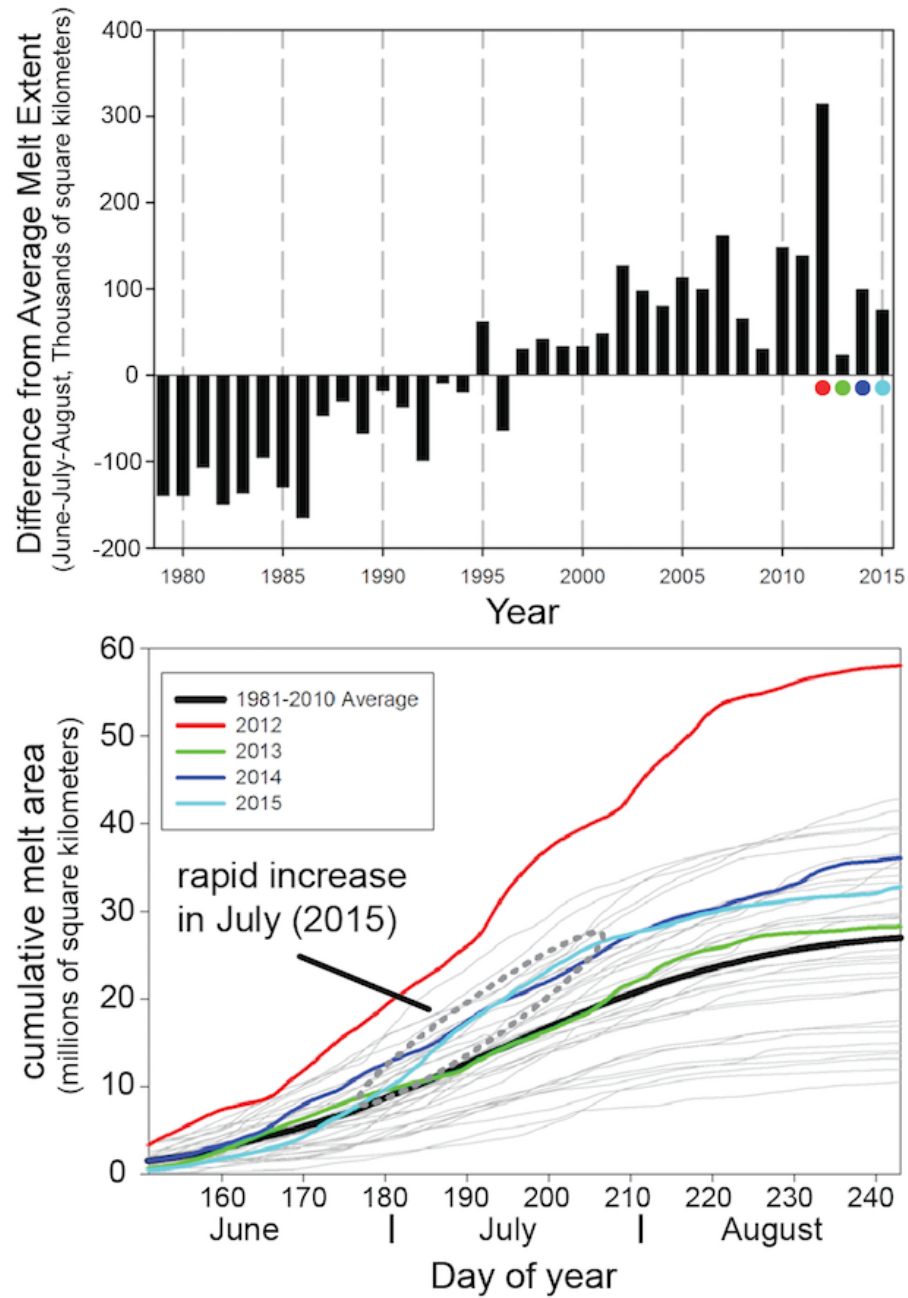 Difference from Average Melt Extent
(June-July-August, Thousands of square kilometers)
400
300
200
100
0
-100
-200
1980 1985 1990 1995 2000 2005 2010 2015
Year
cumulative melt area
(millions of square kilometers)
60
50
40
30
20
10
0
1981-2010 Average
2012
2013
2014
2015
rapid increase
in July (2015)
160 170 180 190 200 210 220 230 240
June | July | August
Day of year